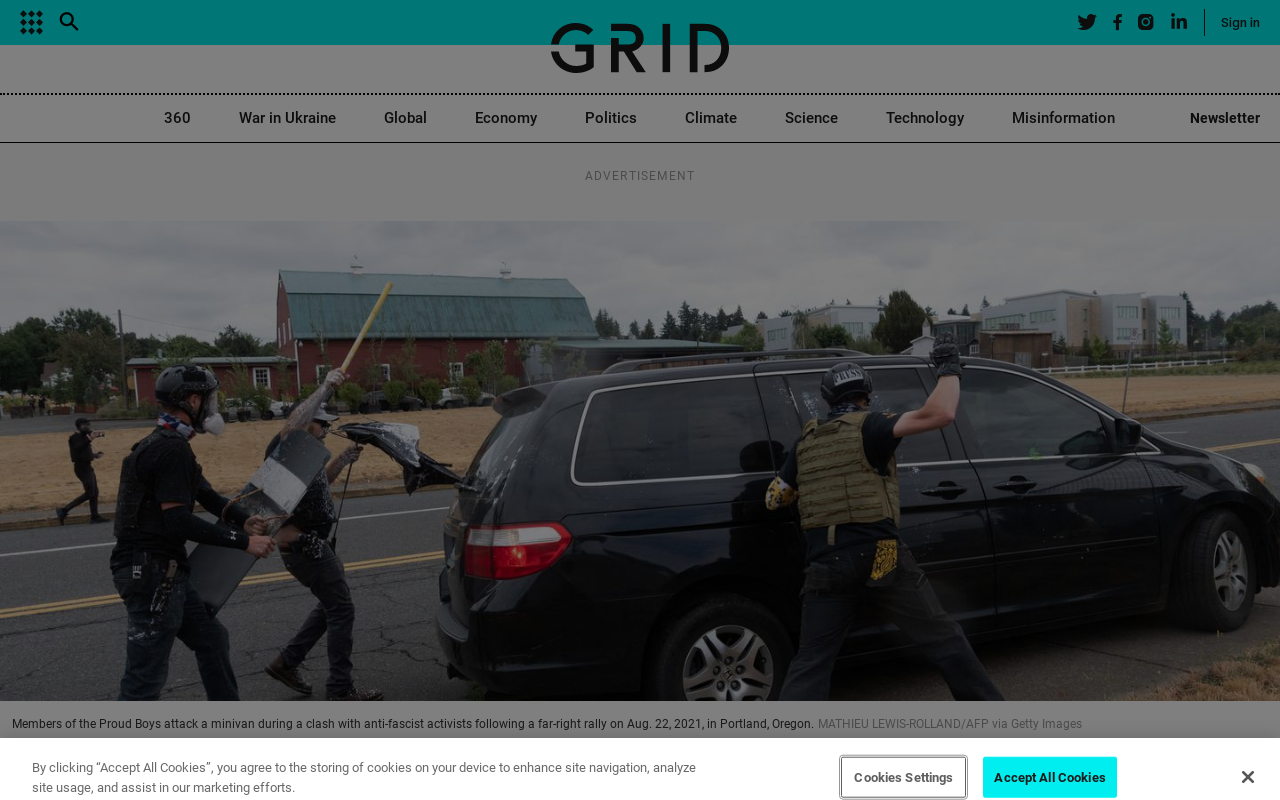 GRID
Sign in
360 War in Ukraine Global Economy Politics Climate Science Technology Misinformation Newsletter
ADVERTISEMENT
PRESS
Members of the Proud Boys attack a minivan during a clash with anti-fascist activists following a far-right rally on Aug. 22, 2021, in Portland, Oregon. MATHIEU LEWIS-ROLLAND/AFP via Getty Images
By clicking “Accept All Cookies”, you agree to the storing of cookies on your device to enhance site navigation, analyze
site usage, and assist in our marketing efforts.
Cookies Settings
Accept All Cookies